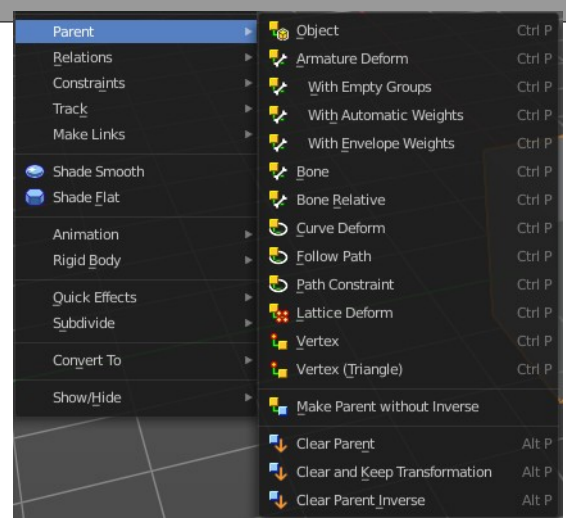 Parent
Relations
Constraints
Track
Make Links
Shade Smooth
Shade Flat
Animation
Rigid Body
Quick Effects
Subdivide
Convert To
Show/Hide
Object Ctrl P
Armature Deform Ctrl P
With Empty Groups Ctrl P
With Automatic Weights Ctrl P
With Envelope Weights Ctrl P
Bone Ctrl P
Bone Relative Ctrl P
Curve Deform Ctrl P
Follow Path Ctrl P
Path Constraint Ctrl P
Lattice Deform Ctrl P
Vertex Ctrl P
Vertex (Triangle) Ctrl P
Make Parent without Inverse
Clear Parent Alt P
Clear and Keep Transformation Alt P
Clear Parent Inverse Alt P